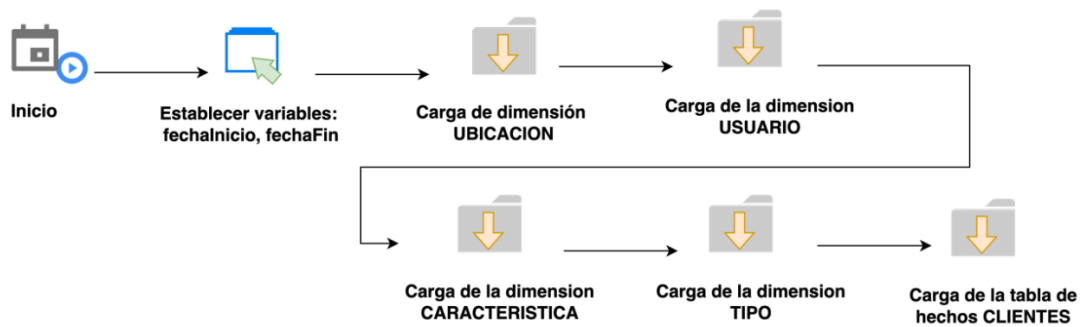 Inicio
Establecer variables:
fechaInicio, fechaFin
Carga de dimensión
UBICACION
Carga de la dimension
USUARIO
Carga de la dimension
CARACTERISTICA
Carga de la dimension
TIPO
Carga de la tabla de
hechos CLIENTES